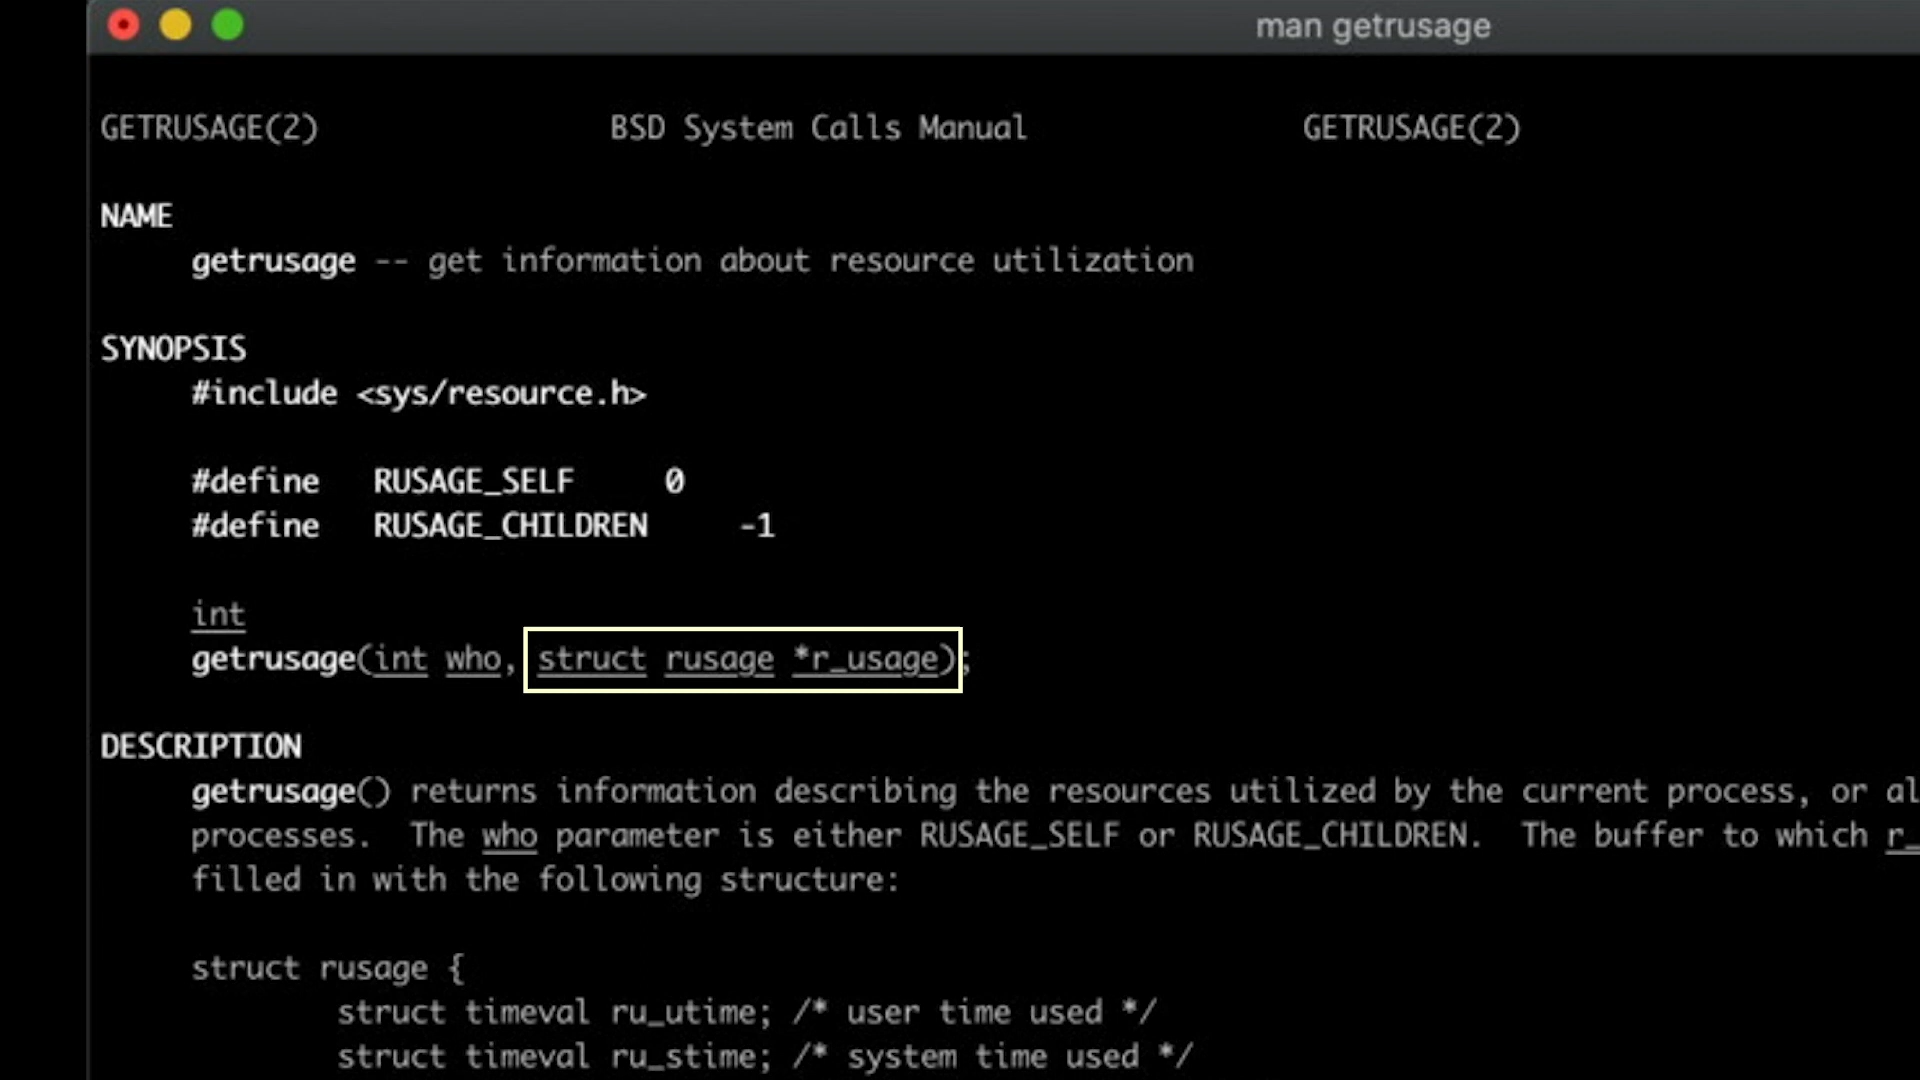 man getrusage
GETRUSAGE(2) BSD System Calls Manual GETRUSAGE(2)
NAME
getrusage -- get information about resource utilization
SYNOPSIS
#include <sys/resource.h>
#define RUSAGE_SELF 0
#define RUSAGE_CHILDREN -1
int
getrusage(int who, struct rusage *r_usage);
DESCRIPTION
getrusage() returns information describing the resources utilized by the current process, or al
processes. The who parameter is either RUSAGE_SELF or RUSAGE_CHILDREN. The buffer to which r_
filled in with the following structure:
struct rusage {
struct timeval ru_utime; /* user time used */
struct timeval ru_stime; /* system time used */